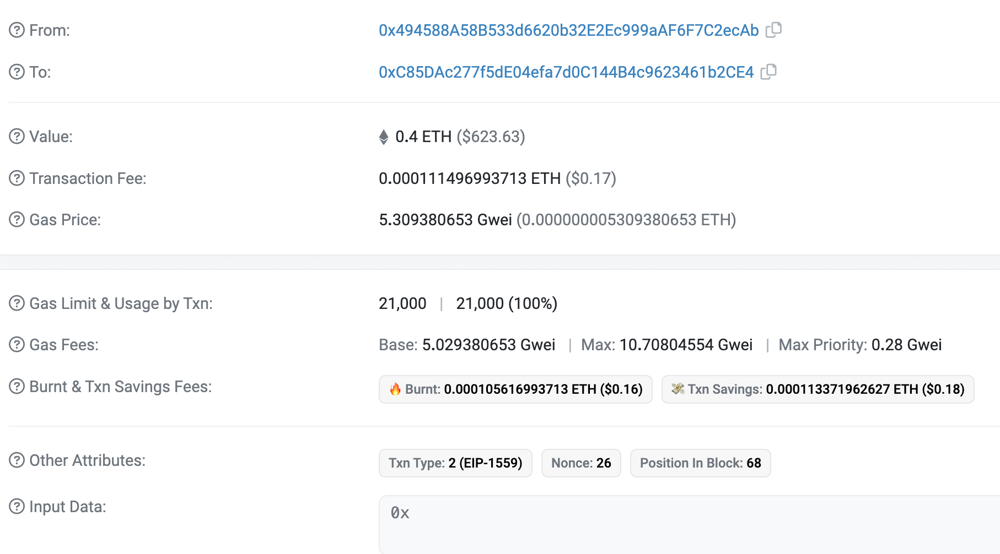 From: 0x494588A58B533d6620b32E2Ec999aAF6F7C2ecAb
To: 0xC85DAc277f5dE04efa7d0C144B4c9623461b2CE4
Value: 0.4 ETH ($623.63)
Transaction Fee: 0.000111496993713 ETH ($0.17)
Gas Price: 5.309380653 Gwei (0.000000005309380653 ETH)
Gas Limit & Usage by Txn: 21,000 | 21,000 (100%)
Gas Fees: Base: 5.029380653 Gwei | Max: 10.70804554 Gwei | Max Priority: 0.28 Gwei
Burnt & Txn Savings Fees: 🔥 Burnt: 0.000105616993713 ETH ($0.16) 💸 Txn Savings: 0.000113371962627 ETH ($0.18)
Other Attributes: Txn Type: 2 (EIP-1559) Nonce: 26 Position In Block: 68
Input Data: 0x